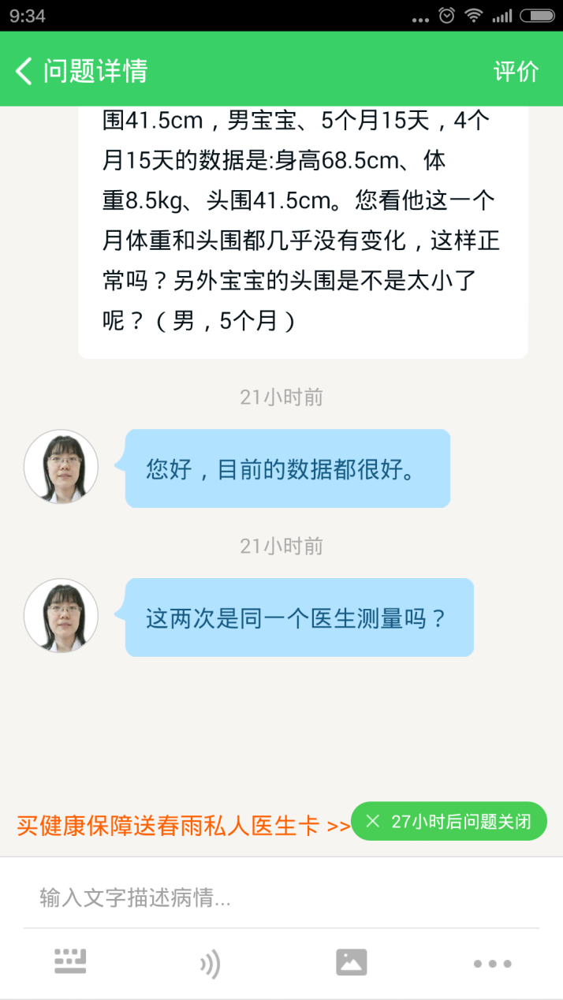 9:34
问题详情
评价
围41.5cm，男宝宝、5个月15天，4个
月15天的数据是:身高68.5cm、体
重8.5kg、头围41.5cm。您看他这一个
月体重和头围都几乎没有变化，这样正
常吗？另外宝宝的头围是不是太小了
呢？（男，5个月）
21小时前
您好，目前的数据都很好。
21小时前
这两次是同一个医生测量吗？
买健康保障送春雨私人医生卡 >>
27小时后问题关闭
输入文字描述病情...